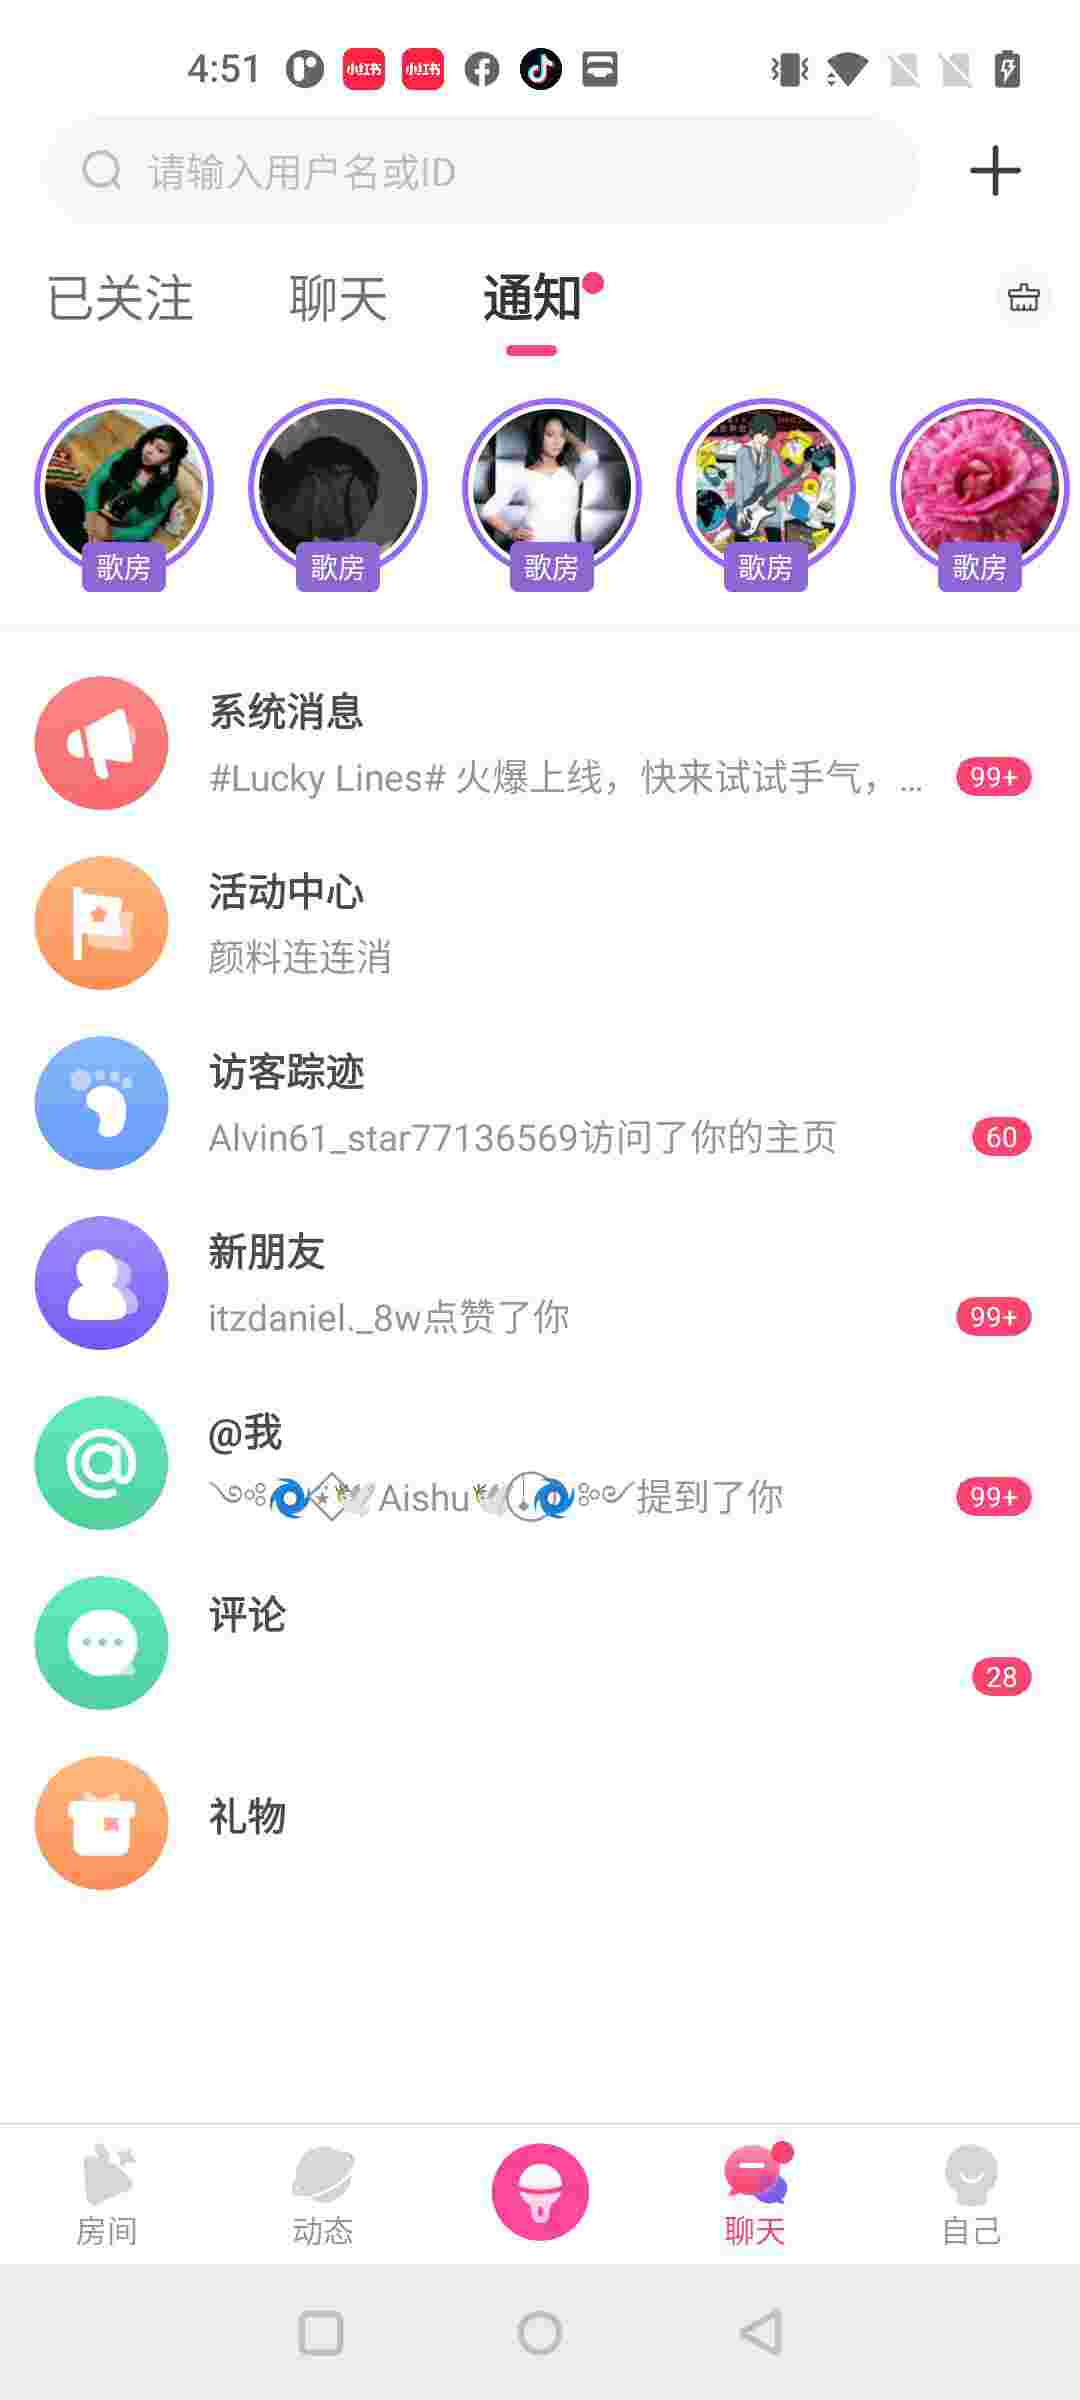 4:51
小红书 小红书
请输入用户名或ID
已关注 聊天 通知
歌房 歌房 歌房 歌房 歌房
系统消息
#Lucky Lines# 火爆上线，快来试试手气，...
99+
活动中心
颜料连连消
访客踪迹
Alvin61_star77136569访问了你的主页
60
新朋友
itzdaniel._8w点赞了你
99+
@我
༺🌀⃟🕊️Aishu🕊️⃝🌀༻提到了你
99+
评论
28
礼物
房间 动态 聊天 自己